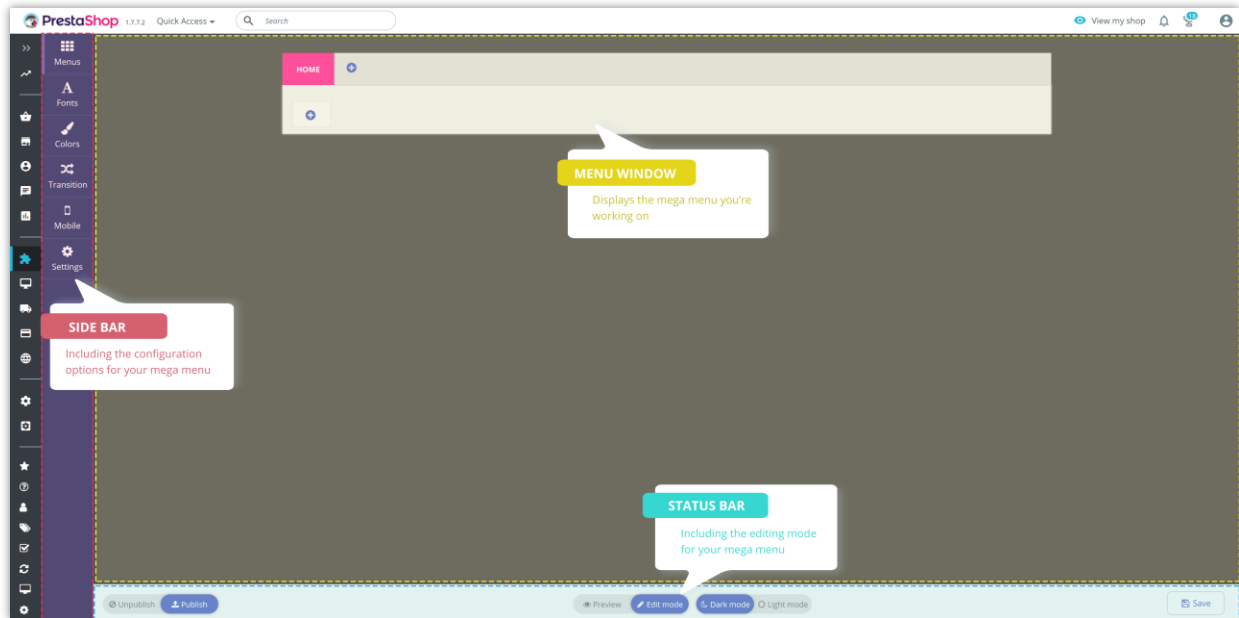 PrestaShop 1.7.7.2 Quick Access Search View my shop
Menus
Fonts
Colors
Transition
Mobile
Settings
HOME
MENU WINDOW
Displays the mega menu you're
working on
SIDE BAR
Including the configuration
options for your mega menu
STATUS BAR
Including the editing mode
for your mega menu
Unpublish Publish Preview Edit mode Dark mode Light mode Save